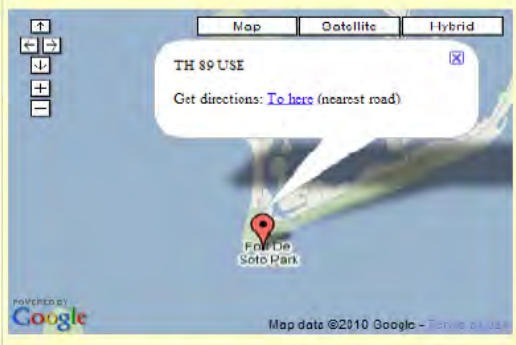 Map Satellite Hybrid
TH 89 USE
Get directions: To here (nearest road)
Fort De
Soto Park
POWERED BY
Google
Map data ©2010 Google - Terms of Use